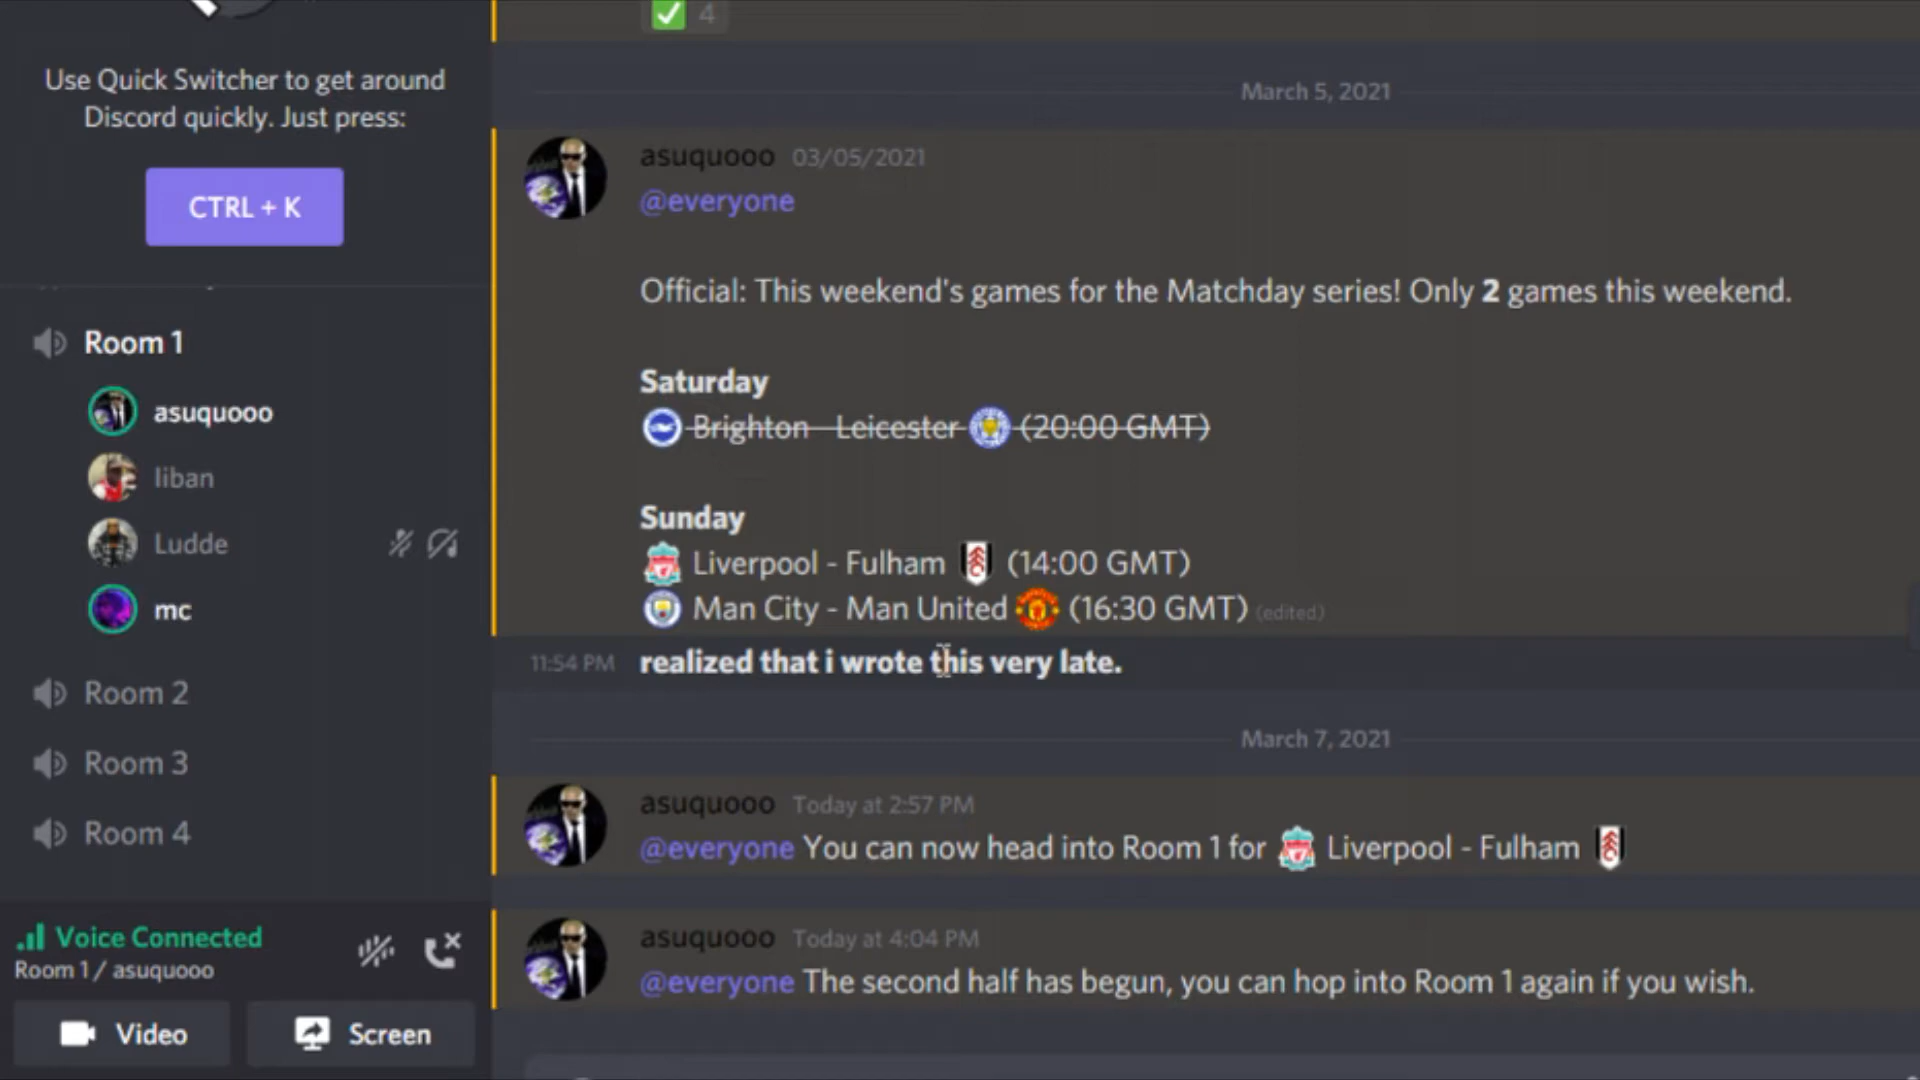 Use Quick Switcher to get around
Discord quickly. Just press:
CTRL + K
Room 1
asuquooo
liban
Ludde
mc
Room 2
Room 3
Room 4
Voice Connected
Room 1 / asuquooo
Video
Screen
4
March 5, 2021
asuquooo 03/05/2021
@everyone
Official: This weekend's games for the Matchday series! Only 2 games this weekend.
Saturday
Brighton - Leicester (20:00 GMT)
Sunday
Liverpool - Fulham (14:00 GMT)
Man City - Man United (16:30 GMT) (edited)
11:54 PM realized that i wrote this very late.
March 7, 2021
asuquooo Today at 2:57 PM
@everyone You can now head into Room 1 for Liverpool - Fulham
asuquooo Today at 4:04 PM
@everyone The second half has begun, you can hop into Room 1 again if you wish.